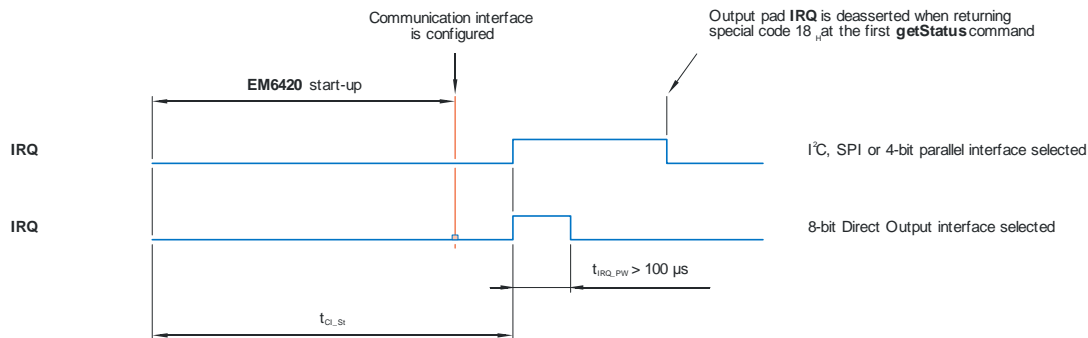 Communication interface
is configured
Output pad IRQ is deasserted when returning
special code 18 H at the first getStatus command
EM6420 start-up
IRQ
I²C, SPI or 4-bit parallel interface selected
IRQ
8-bit Direct Output interface selected
tIRQ_PW > 100 µs
tCI_St